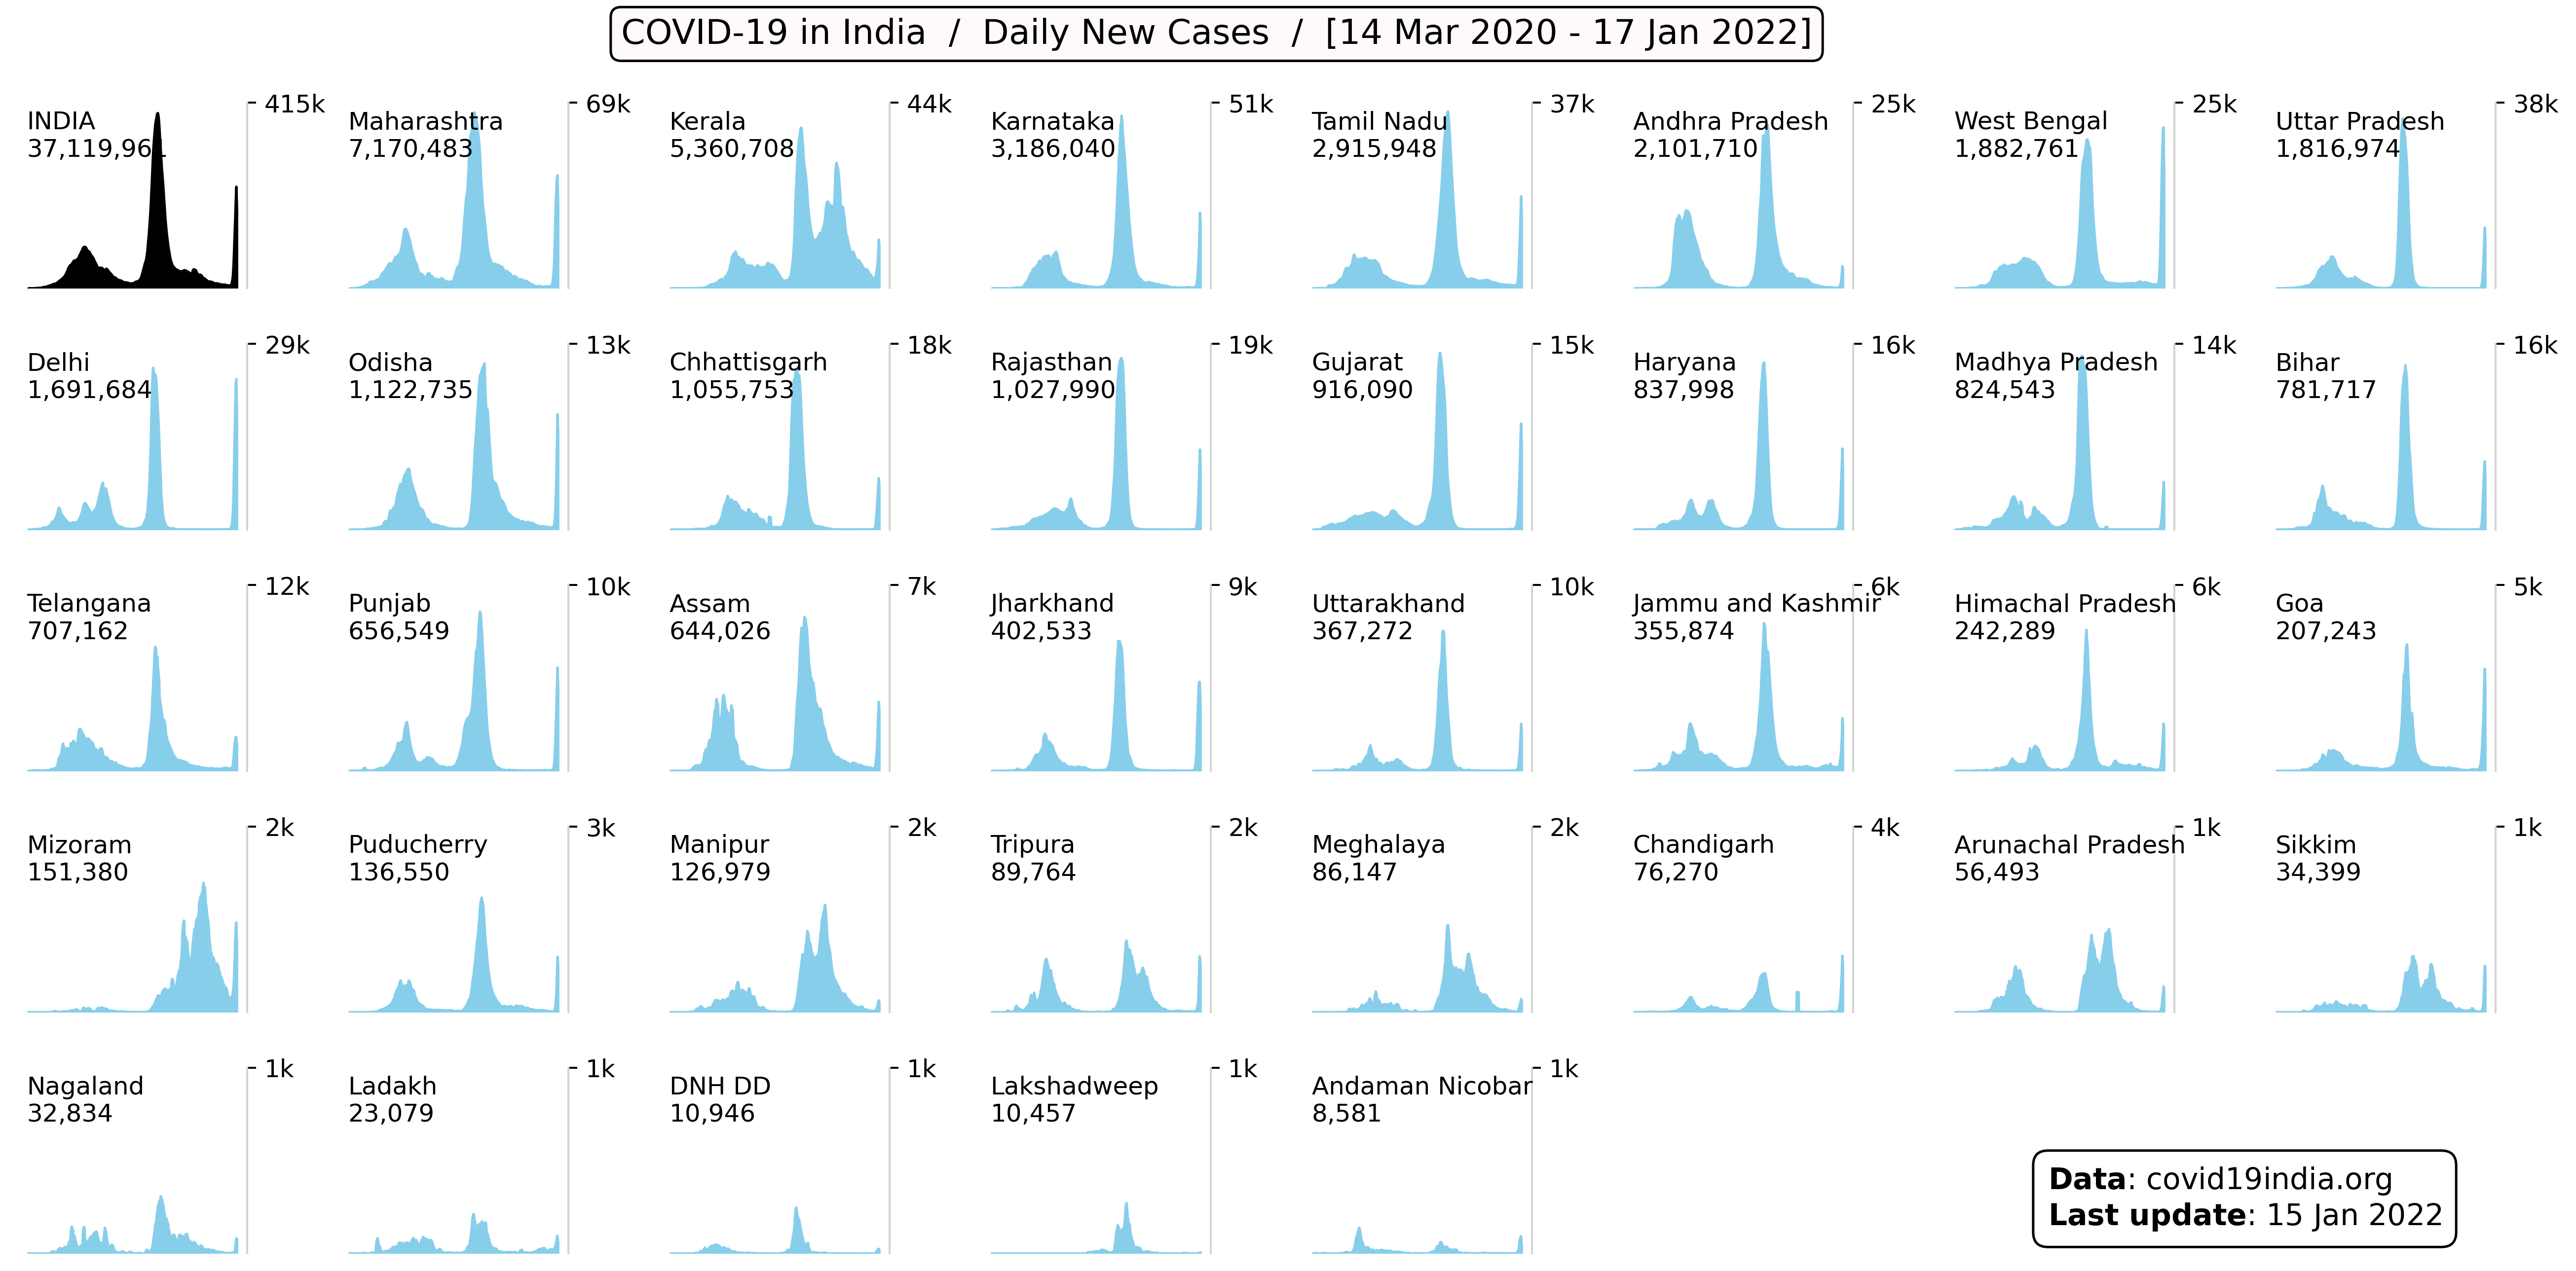 COVID-19 in India / Daily New Cases / [14 Mar 2020 - 17 Jan 2022]
INDIA
37,119,961
415k
Maharashtra
7,170,483
69k
Kerala
5,360,708
44k
Karnataka
3,186,040
51k
Tamil Nadu
2,915,948
37k
Andhra Pradesh
2,101,710
25k
West Bengal
1,882,761
25k
Uttar Pradesh
1,816,974
38k
Delhi
1,691,684
29k
Odisha
1,122,735
13k
Chhattisgarh
1,055,753
18k
Rajasthan
1,027,990
19k
Gujarat
916,090
15k
Haryana
837,998
16k
Madhya Pradesh
824,543
14k
Bihar
781,717
16k
Telangana
707,162
12k
Punjab
656,549
10k
Assam
644,026
7k
Jharkhand
402,533
9k
Uttarakhand
367,272
10k
Jammu and Kashmir
355,874
6k
Himachal Pradesh
242,289
6k
Goa
207,243
5k
Mizoram
151,380
2k
Puducherry
136,550
3k
Manipur
126,979
2k
Tripura
89,764
2k
Meghalaya
86,147
2k
Chandigarh
76,270
4k
Arunachal Pradesh
56,493
1k
Sikkim
34,399
1k
Nagaland
32,834
1k
Ladakh
23,079
1k
DNH DD
10,946
1k
Lakshadweep
10,457
1k
Andaman Nicobar
8,581
1k
Data: covid19india.org
Last update: 15 Jan 2022